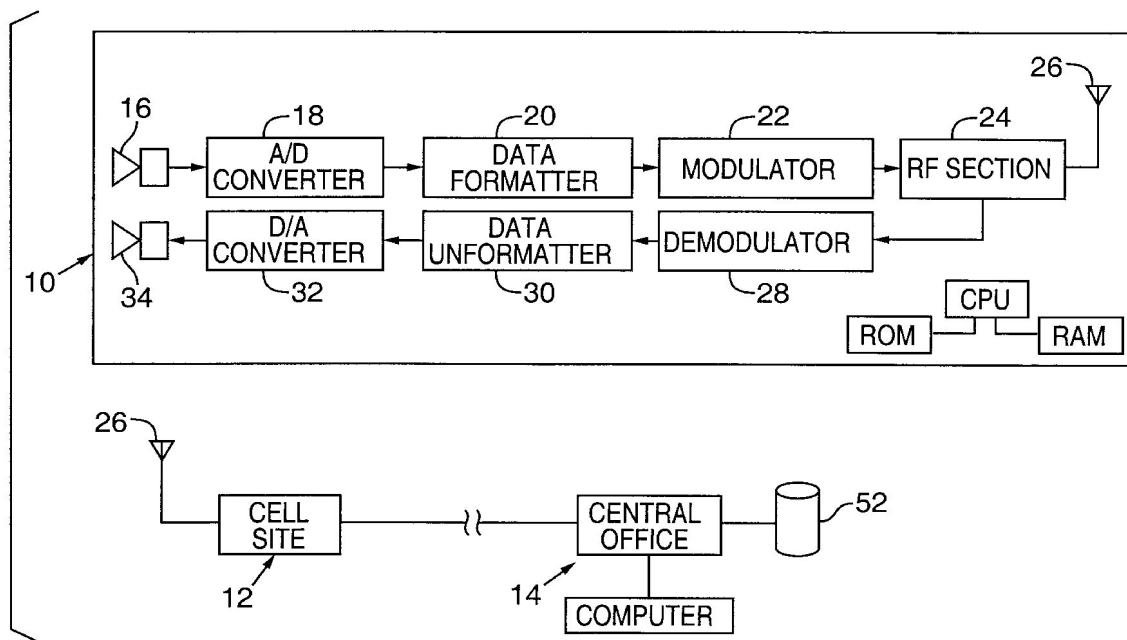 26
16
18
20
22
24
A/D
CONVERTER
DATA
FORMATTER
MODULATOR
RF SECTION
D/A
CONVERTER
DATA
UNFORMATTER
DEMODULATOR
10
34
32
30
28
CPU
ROM
RAM
26
CELL
SITE
CENTRAL
OFFICE
52
12
14
COMPUTER